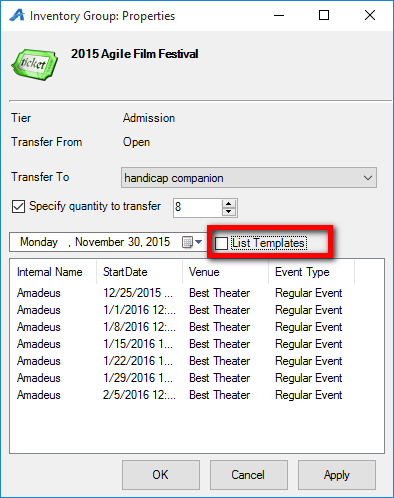 Inventory Group: Properties
2015 Agile Film Festival
ticket
Tier Admission
Transfer From Open
Transfer To handicap companion
Specify quantity to transfer 8
Monday , November 30, 2015 List Templates
Internal Name StartDate Venue Event Type
Amadeus 12/25/2015 ... Best Theater Regular Event
Amadeus 1/1/2016 12:... Best Theater Regular Event
Amadeus 1/8/2016 12:... Best Theater Regular Event
Amadeus 1/15/2016 1... Best Theater Regular Event
Amadeus 1/22/2016 1... Best Theater Regular Event
Amadeus 1/29/2016 1... Best Theater Regular Event
Amadeus 2/5/2016 12:... Best Theater Regular Event
OK Cancel Apply